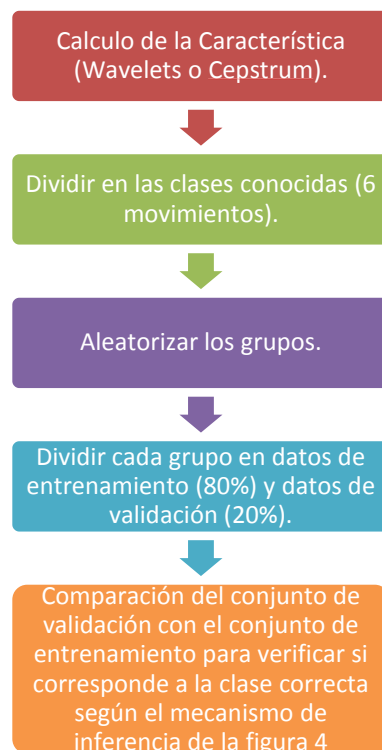 Calculo de la Característica
(Wavelets o Cepstrum).
Dividir en las clases conocidas (6
movimientos).
Aleatorizar los grupos.
Dividir cada grupo en datos de
entrenamiento (80%) y datos de
validación (20%).
Comparación del conjunto de
validación con el conjunto de
entrenamiento para verificar si
corresponde a la clase correcta
según el mecanismo de
inferencia de la figura 4